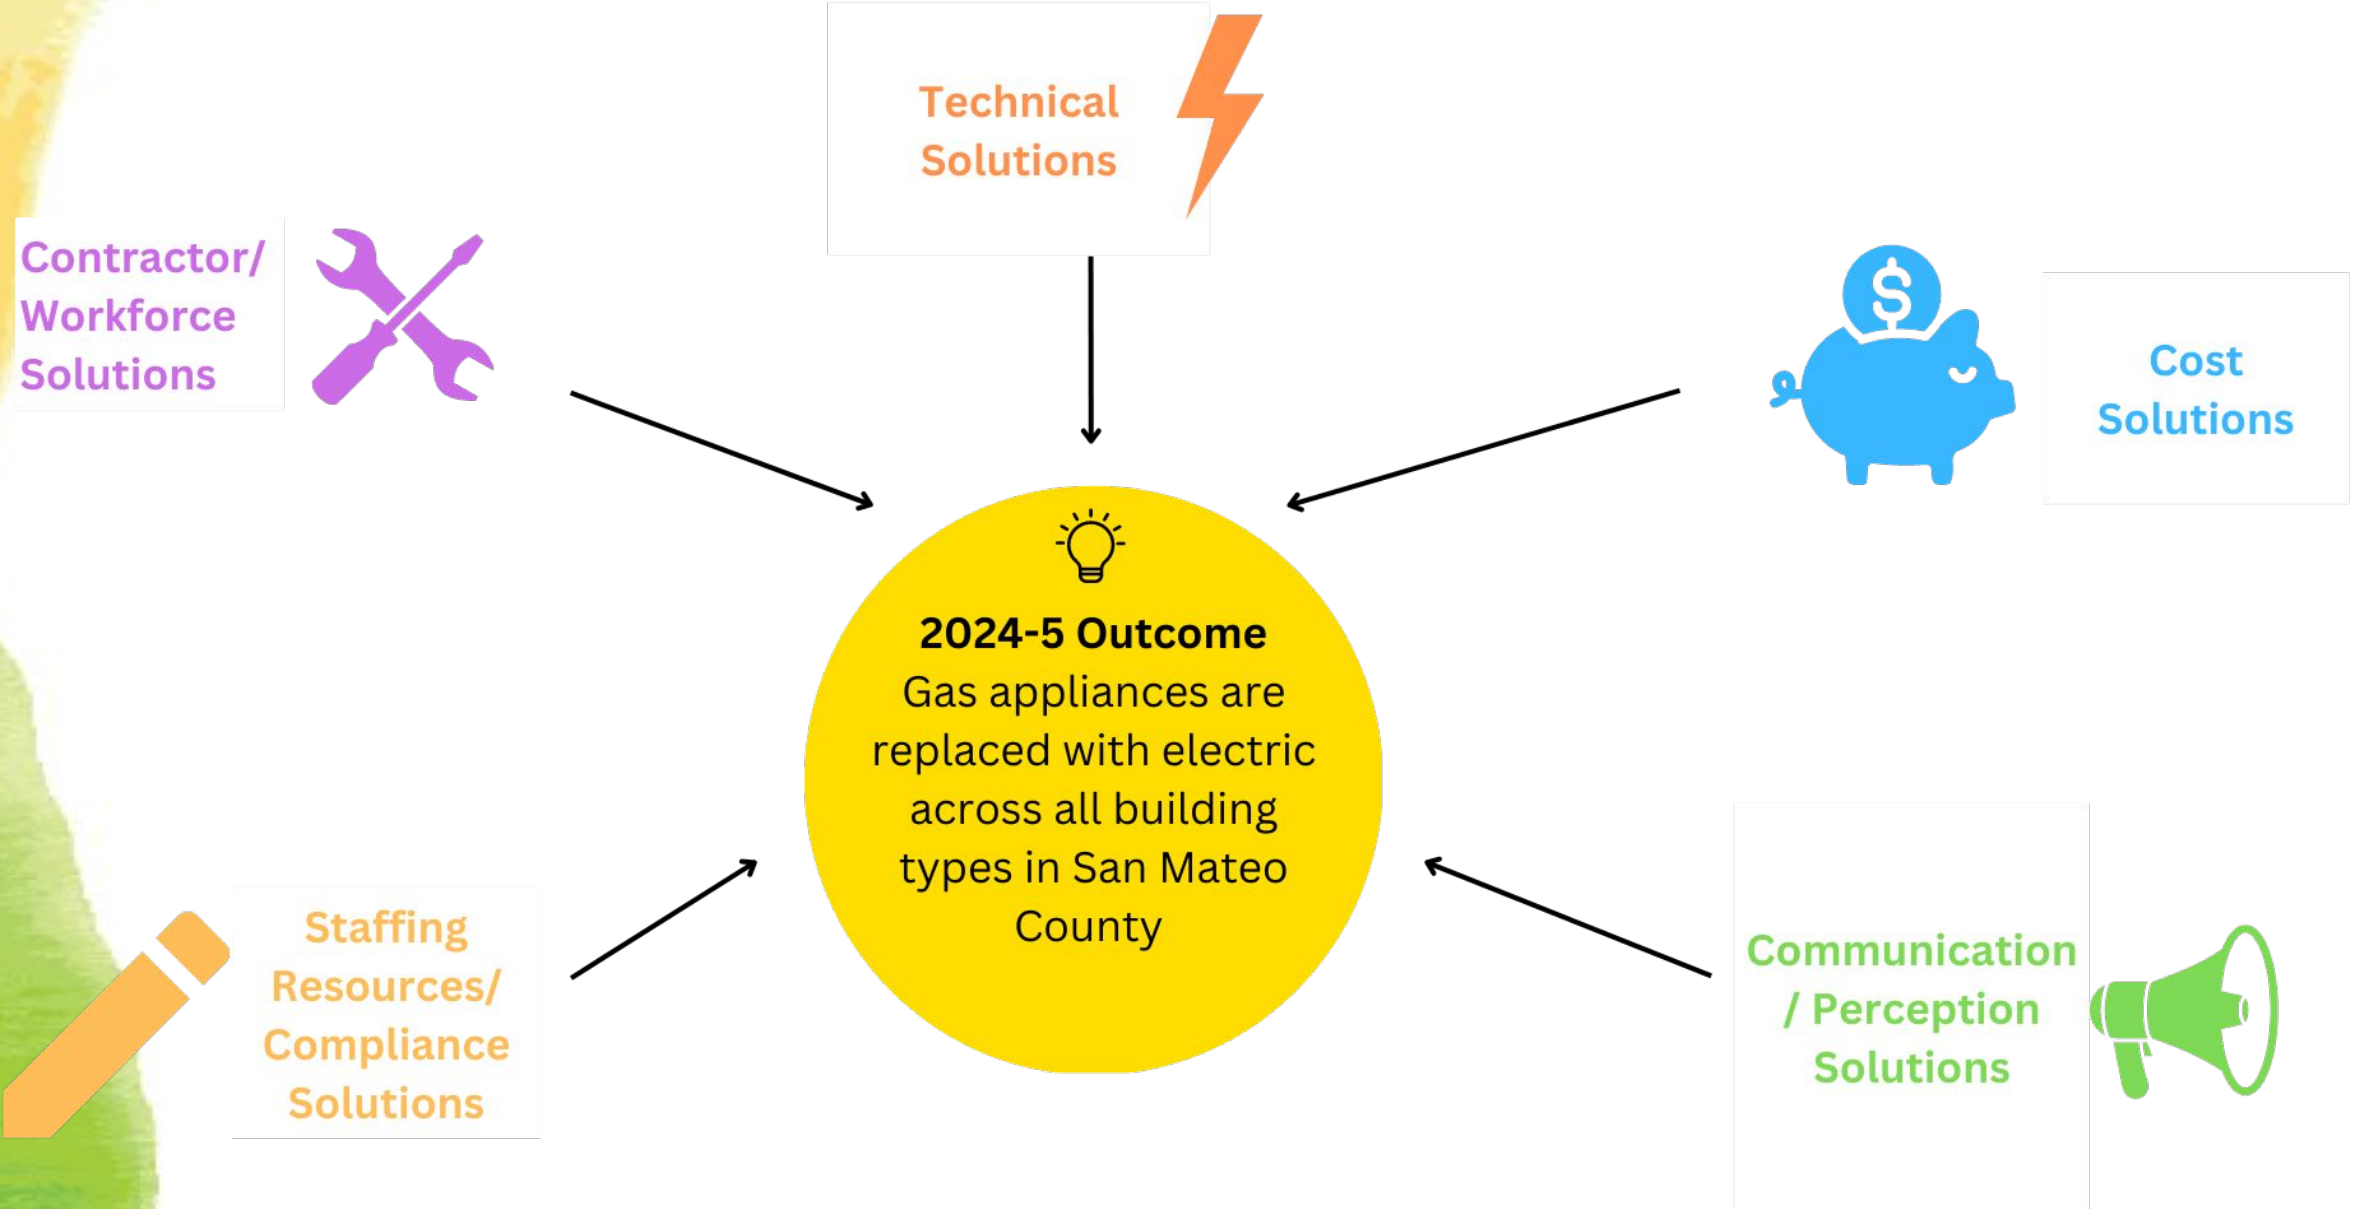 Technical
Solutions
Contractor/
Workforce
Solutions
$
Cost
Solutions
2024-5 Outcome
Gas appliances are
replaced with electric
across all building
types in San Mateo
County
Staffing
Resources/
Compliance
Solutions
Communication
/ Perception
Solutions